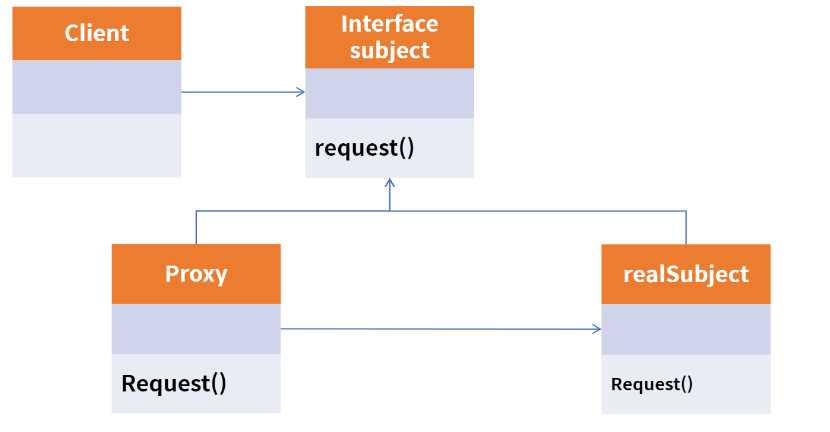 Client
Interface
subject
request()
Proxy
realSubject
Request()
Request()